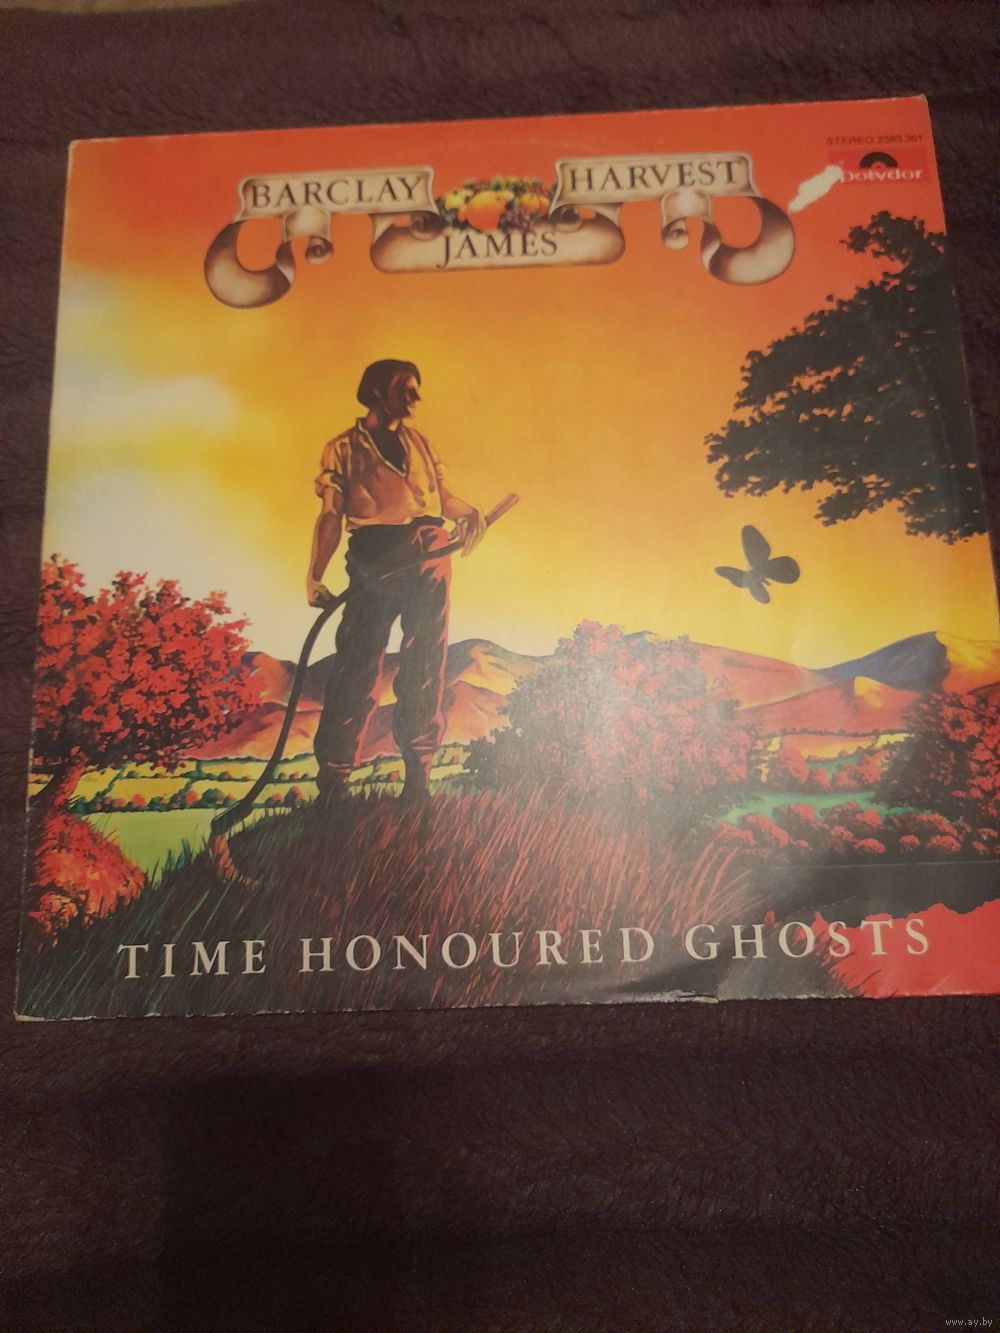 STEREO 2383 361
polydor
BARCLAY
JAMES
HARVEST
TIME HONOURED GHOSTS
www.ay.by